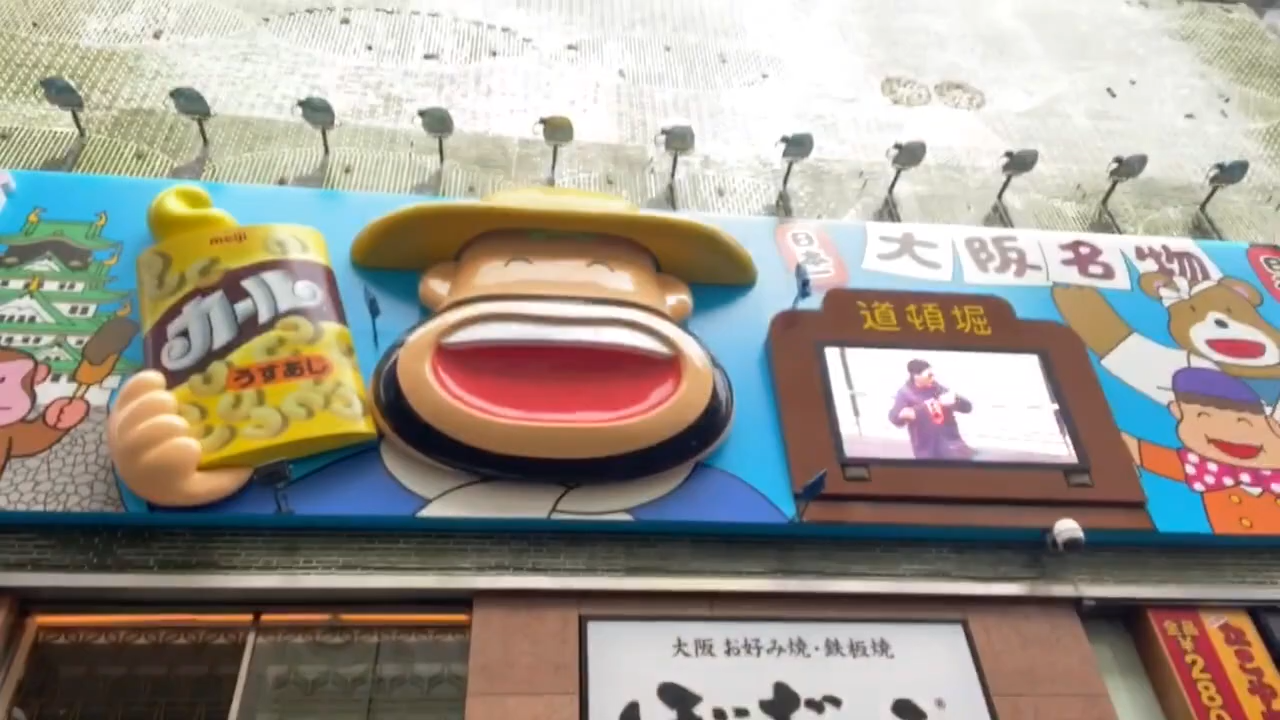 meiji
カール
うすあじ
日本一
大阪名物
道頓堀
大阪 お好み焼・鉄板焼